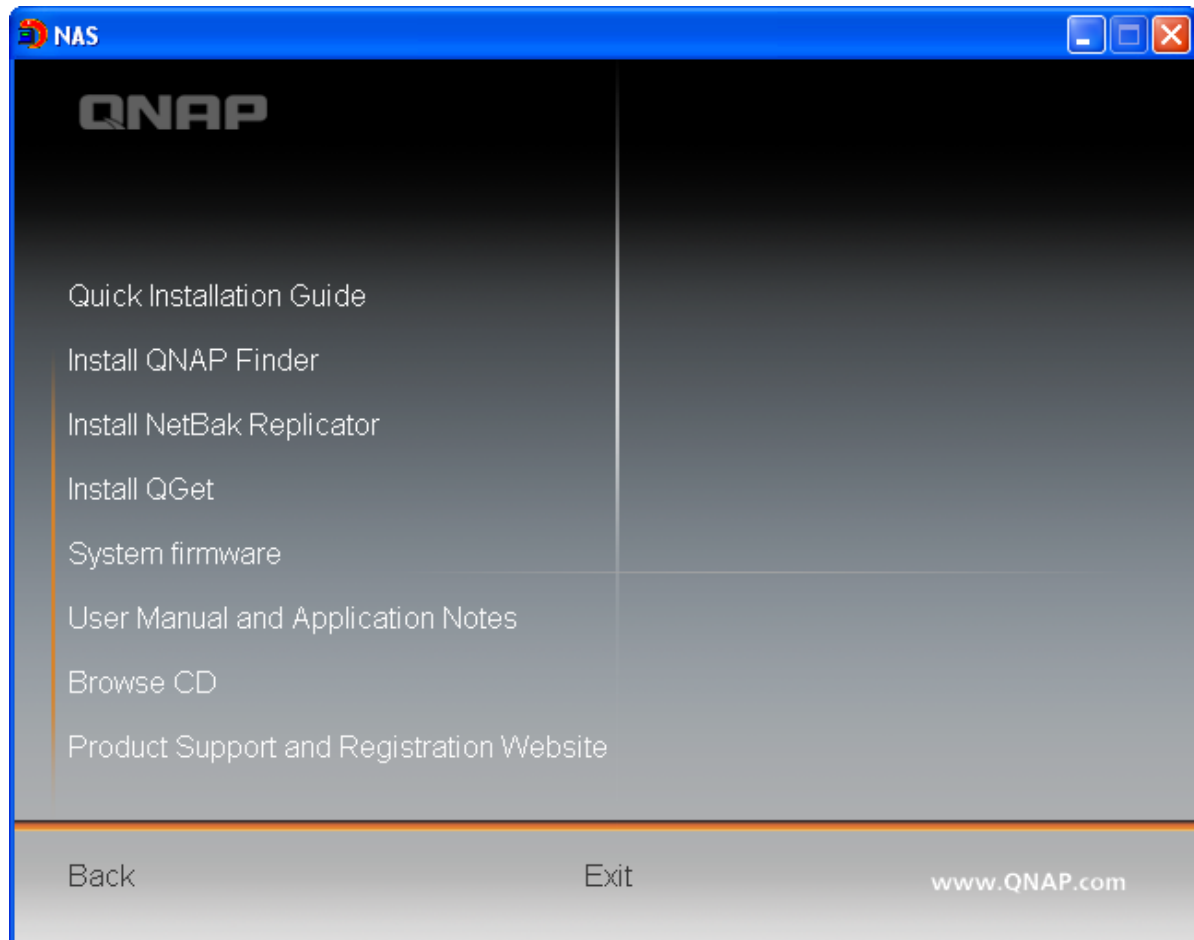 NAS
QNAP
Quick Installation Guide
Install QNAP Finder
Install NetBak Replicator
Install QGet
System firmware
User Manual and Application Notes
Browse CD
Product Support and Registration Website
Back Exit www.QNAP.com